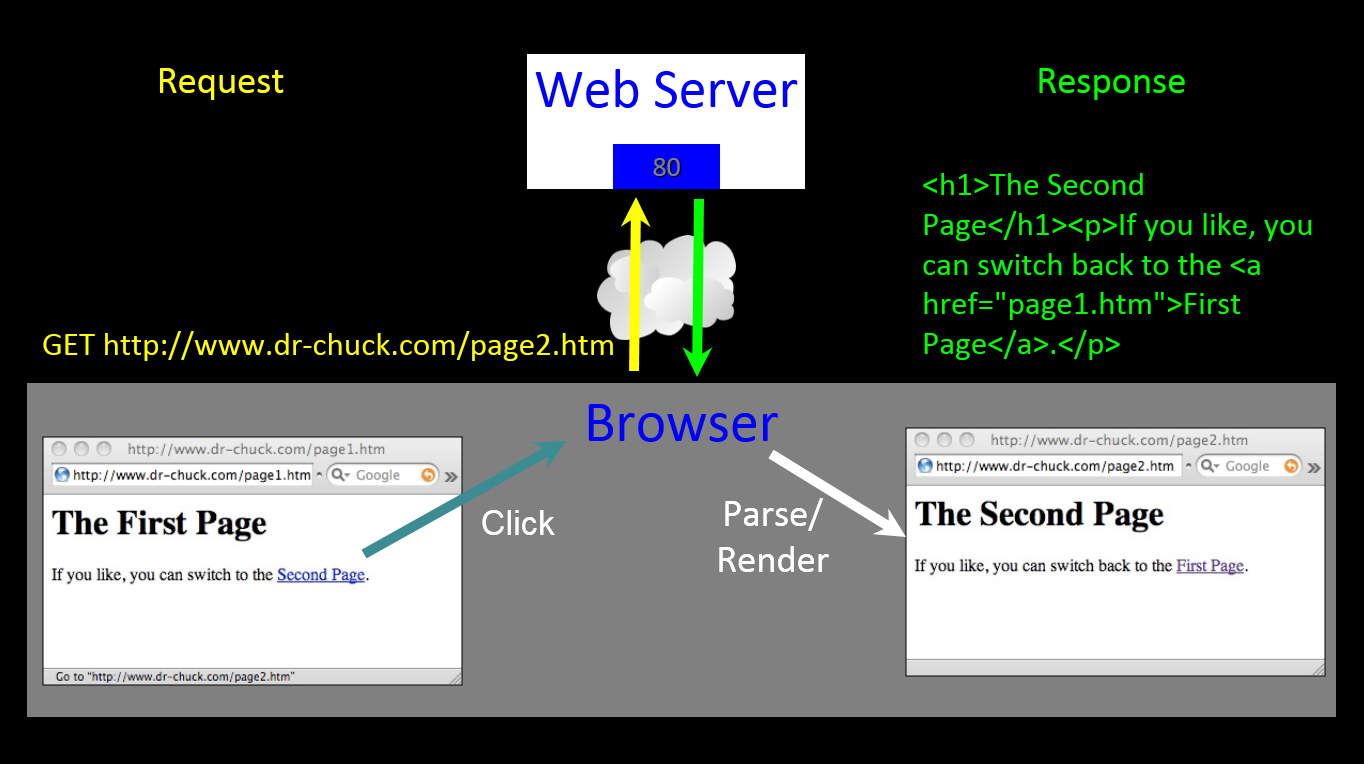 Request
Web Server
Response
80
<h1>The Second
Page</h1><p>If you like, you
can switch back to the <a
href="page1.htm">First
Page</a>.</p>
GET http://www.dr-chuck.com/page2.htm
Browser
http://www.dr-chuck.com/page1.htm
http://www.dr-chuck.com/page1.htm Google »
The First Page
If you like, you can switch to the Second Page.
Go to “http://www.dr-chuck.com/page2.htm”
Click
Parse/
Render
http://www.dr-chuck.com/page2.htm
http://www.dr-chuck.com/page2.htm Google »
The Second Page
If you like, you can switch back to the First Page.